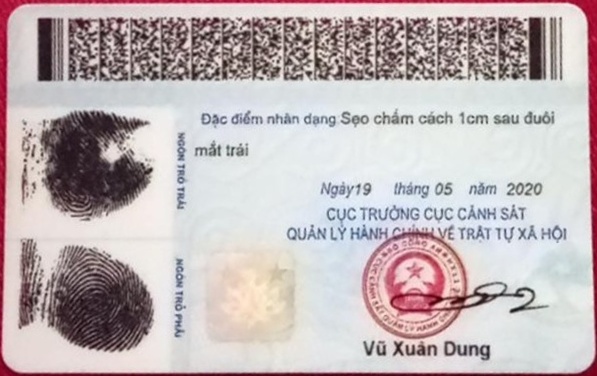 Đặc điểm nhân dạng Sẹo chấm cách 1cm sau đuôi
mắt trái
NGÓN TRỎ TRÁI
Ngày 19 tháng 05 năm 2020
CỤC TRƯỞNG CỤC CẢNH SÁT
QUẢN LÝ HÀNH CHÍNH VỀ TRẬT TỰ XÃ HỘI
NGÓN TRỎ PHẢI
Vũ Xuân Dung